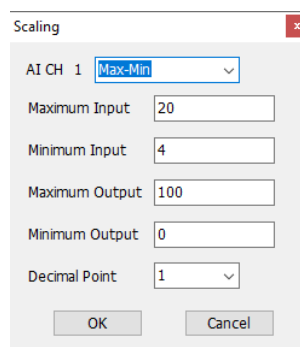 Scaling
x
AI CH 1 Max-Min
Maximum Input 20
Minimum Input 4
Maximum Output 100
Minimum Output 0
Decimal Point 1
OK Cancel